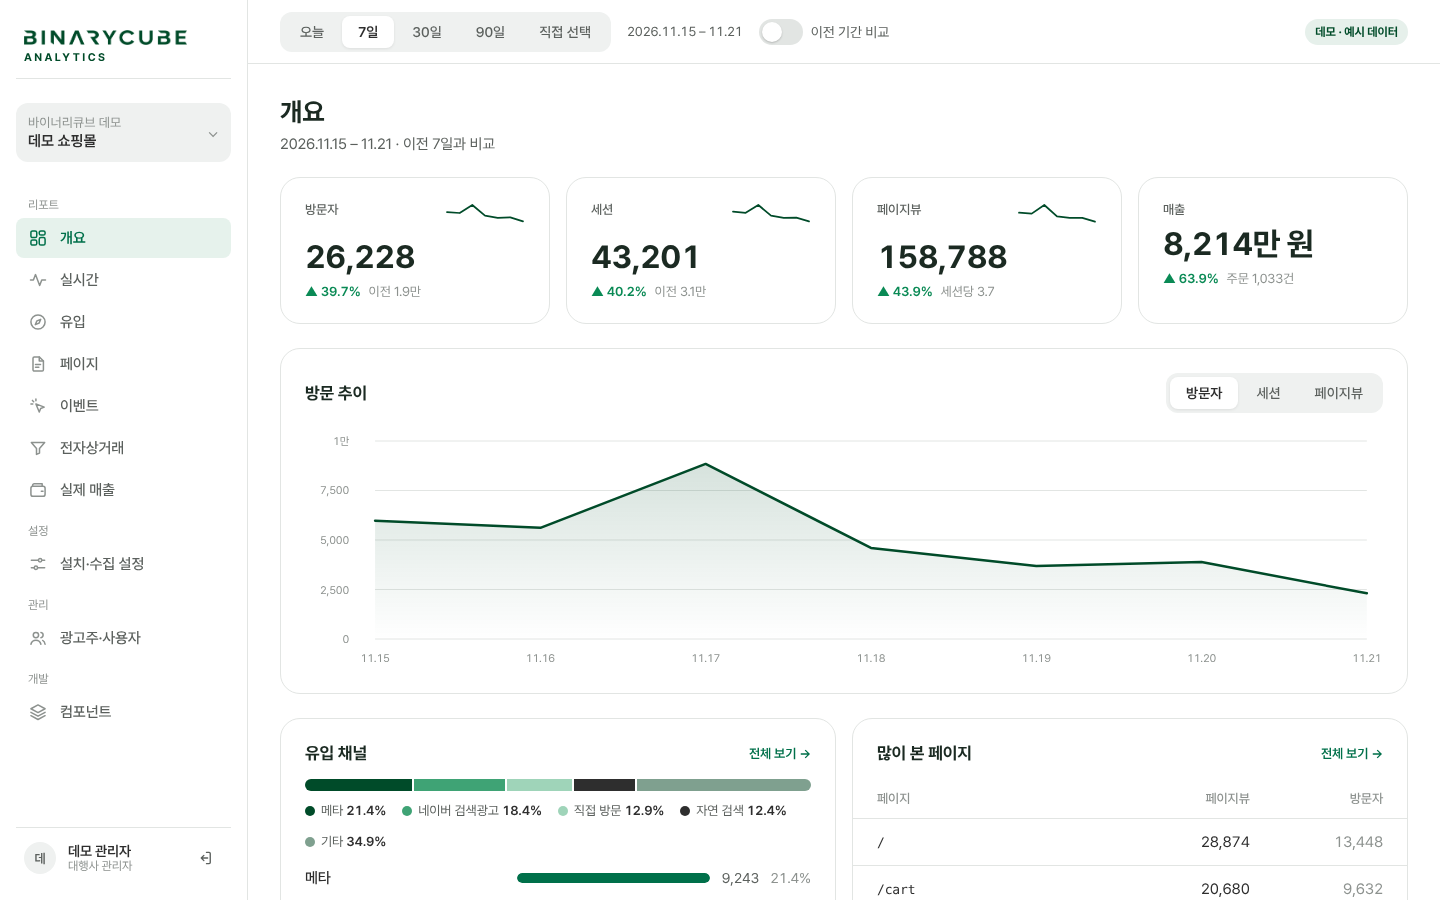 BINARYCUBE
ANALYTICS
바이너리큐브 데모
데모 쇼핑몰
리포트
개요
실시간
유입
페이지
이벤트
전자상거래
실제 매출
설정
설치·수집 설정
관리
광고주·사용자
개발
컴포넌트
데
데모 관리자
대행사 관리자
오늘 7일 30일 90일 직접 선택 2026.11.15 – 11.21 이전 기간 비교 데모 · 예시 데이터
개요
2026.11.15 – 11.21 · 이전 7일과 비교
방문자
26,228
▲ 39.7% 이전 1.9만
세션
43,201
▲ 40.2% 이전 3.1만
페이지뷰
158,788
▲ 43.9% 세션당 3.7
매출
8,214만 원
▲ 63.9% 주문 1,033건
방문 추이 방문자 세션 페이지뷰
1만
7,500
5,000
2,500
0
11.15 11.16 11.17 11.18 11.19 11.20 11.21
유입 채널 전체 보기 →
메타 21.4% 네이버 검색광고 18.4% 직접 방문 12.9% 자연 검색 12.4%
기타 34.9%
메타 9,243 21.4%
많이 본 페이지 전체 보기 →
페이지 페이지뷰 방문자
/ 28,874 13,448
/cart 20,680 9,632